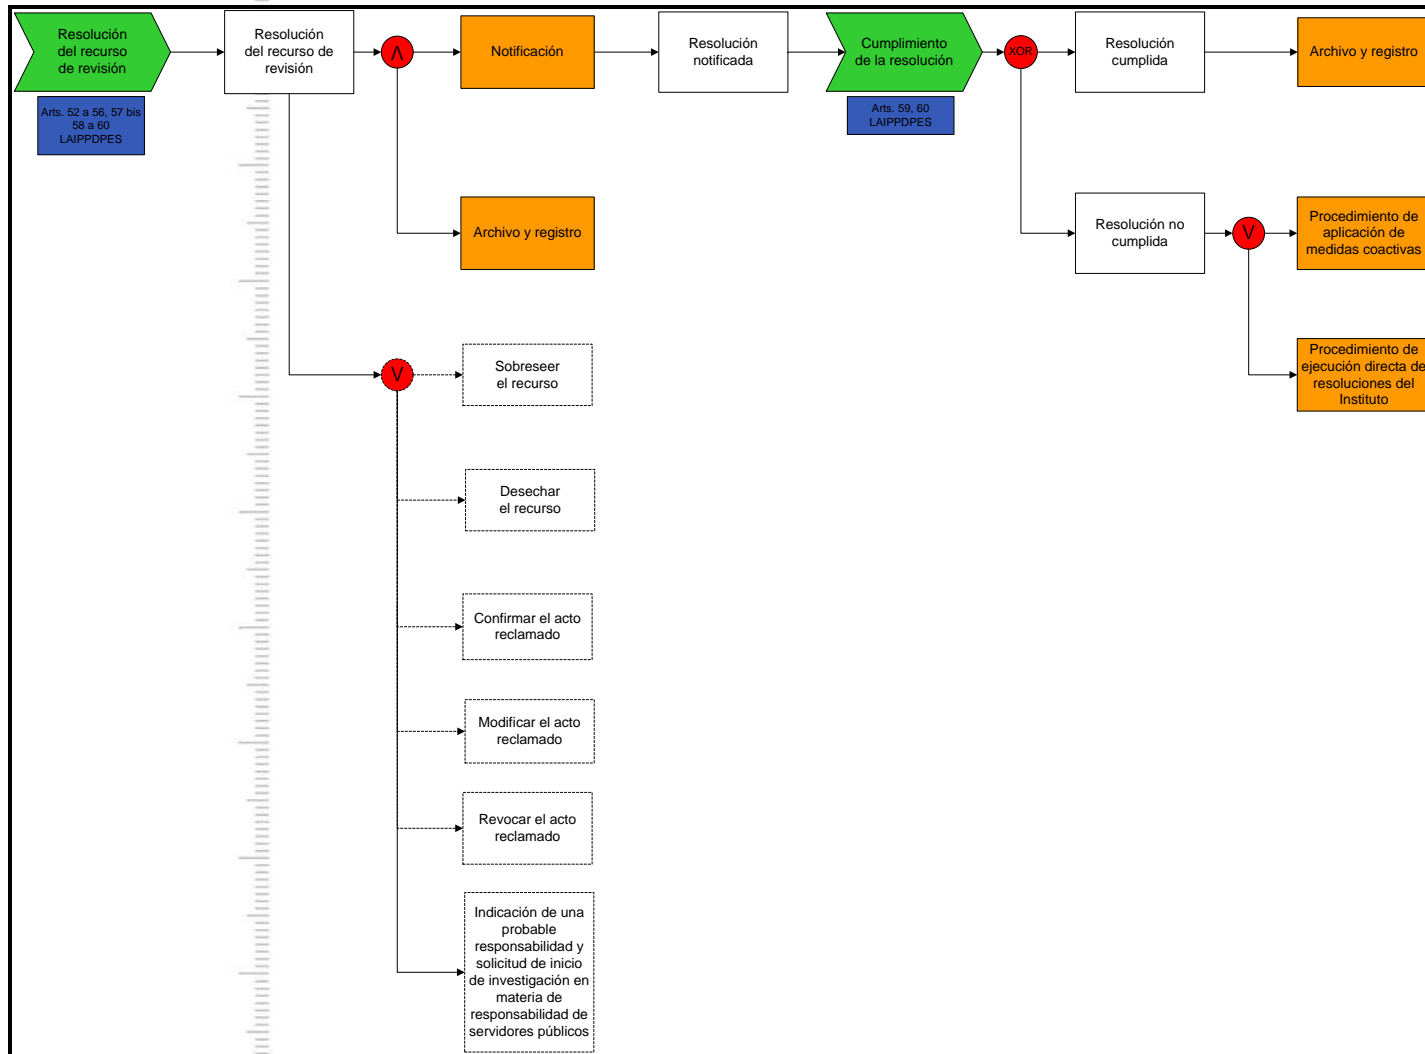 Resolución
del recurso
de revisión
Arts. 52 a 56, 57 bis
58 a 60
LAIPPDPES
Resolución
del recurso de
revisión
Λ
Notificación
Resolución
notificada
Cumplimiento
de la resolución
Arts. 59, 60
LAIPPDPES
XOR
Resolución
cumplida
Archivo y registro
Archivo y registro
Resolución no
cumplida
V
Procedimiento de
aplicación de
medidas coactivas
Procedimiento de
ejecución directa de
resoluciones del
Instituto
V
Sobreseer
el recurso
Desechar
el recurso
Confirmar el acto
reclamado
Modificar el acto
reclamado
Revocar el acto
reclamado
Indicación de una
probable
responsabilidad y
solicitud de inicio
de investigación en
materia de
responsabilidad de
servidores públicos